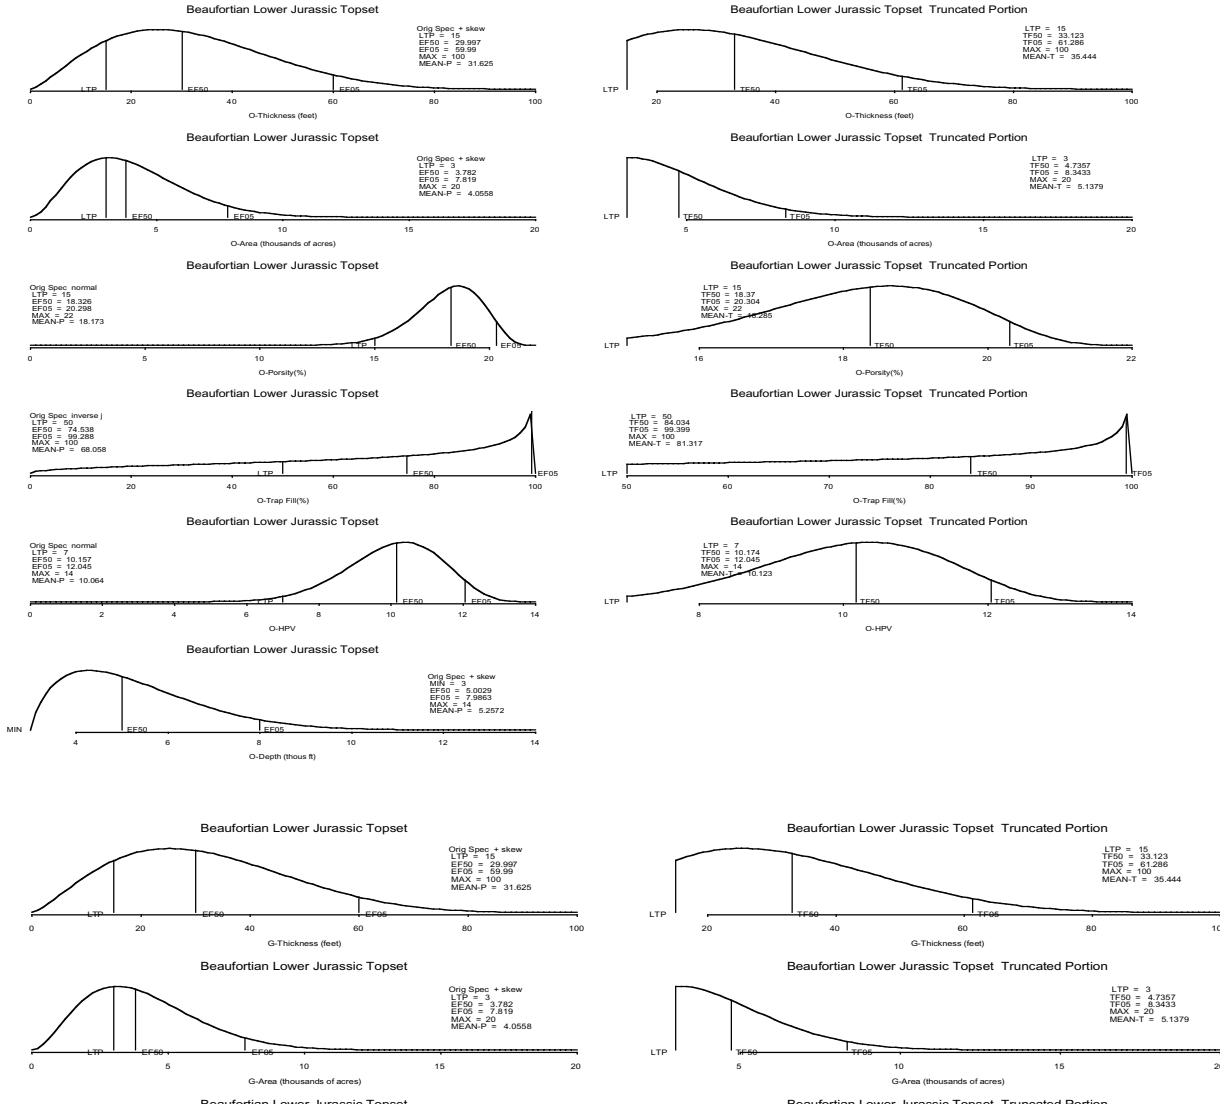 Beaufortian Lower Jurassic Topset
Orig Spec + skew
LTP = 15
EF50 = 29.997
EF05 = 59.99
MAX = 100
MEAN-P = 31.625
LTP EF50 EF05
0 20 40 60 80 100
O-Thickness (feet)
Beaufortian Lower Jurassic Topset Truncated Portion
LTP = 15
TF50 = 33.123
TF05 = 61.286
MAX = 100
MEAN-T = 35.444
LTP TF50 TF05
20 40 60 80 100
O-Thickness (feet)
Beaufortian Lower Jurassic Topset
Orig Spec + skew
LTP = 3
EF50 = 3.782
EF05 = 7.819
MAX = 20
MEAN-P = 4.0558
LTP EF50 EF05
0 5 10 15 20
O-Area (thousands of acres)
Beaufortian Lower Jurassic Topset Truncated Portion
LTP = 3
TF50 = 4.7357
TF05 = 8.3433
MAX = 20
MEAN-T = 5.1379
LTP TF50 TF05
5 10 15 20
O-Area (thousands of acres)
Beaufortian Lower Jurassic Topset
Orig Spec normal
LTP = 15
EF50 = 18.326
EF05 = 20.298
MAX = 22
MEAN-P = 18.173
LTP EF50 EF05
0 5 10 15 20
O-Porsity(%)
Beaufortian Lower Jurassic Topset Truncated Portion
LTP = 15
TF50 = 18.37
TF05 = 20.304
MAX = 22
MEAN-T = 18.285
LTP TF50 TF05
16 18 20 22
O-Porsity(%)
Beaufortian Lower Jurassic Topset
Orig Spec inverse j
LTP = 50
EF50 = 74.538
EF05 = 99.288
MAX = 100
MEAN-P = 68.058
LTP EF50 EF05
0 20 40 60 80 100
O-Trap Fill(%)
Beaufortian Lower Jurassic Topset Truncated Portion
LTP = 50
TF50 = 84.034
TF05 = 99.399
MAX = 100
MEAN-T = 81.317
LTP TF50 TF05
50 60 70 80 90 100
O-Trap Fill(%)
Beaufortian Lower Jurassic Topset
Orig Spec normal
LTP = 7
EF50 = 10.157
EF05 = 12.045
MAX = 14
MEAN-P = 10.064
LTP EF50 EF05
0 2 4 6 8 10 12 14
O-HPV
Beaufortian Lower Jurassic Topset Truncated Portion
LTP = 7
TF50 = 10.174
TF05 = 12.045
MAX = 14
MEAN-T = 10.123
LTP TF50 TF05
8 10 12 14
O-HPV
Beaufortian Lower Jurassic Topset
Orig Spec + skew
MIN = 3
EF50 = 5.0029
EF05 = 7.9863
MAX = 14
MEAN-P = 5.2572
MIN EF50 EF05
4 6 8 10 12 14
O-Depth (thous ft)
Beaufortian Lower Jurassic Topset
Orig Spec + skew
LTP = 15
EF50 = 29.997
EF05 = 59.99
MAX = 100
MEAN-P = 31.625
LTP EF50 EF05
0 20 40 60 80 100
G-Thickness (feet)
Beaufortian Lower Jurassic Topset Truncated Portion
LTP = 15
TF50 = 33.123
TF05 = 61.286
MAX = 100
MEAN-T = 35.444
LTP TF50 TF05
20 40 60 80 100
G-Thickness (feet)
Beaufortian Lower Jurassic Topset
Orig Spec + skew
LTP = 3
EF50 = 3.782
EF05 = 7.819
MAX = 20
MEAN-P = 4.0558
LTP EF50 EF05
0 5 10 15 20
G-Area (thousands of acres)
Beaufortian Lower Jurassic Topset Truncated Portion
LTP = 3
TF50 = 4.7357
TF05 = 8.3433
MAX = 20
MEAN-T = 5.1379
LTP TF50 TF05
5 10 15 20
G-Area (thousands of acres)
Beaufortian Lower Jurassic Topset
Beaufortian Lower Jurassic Topset Truncated Portion